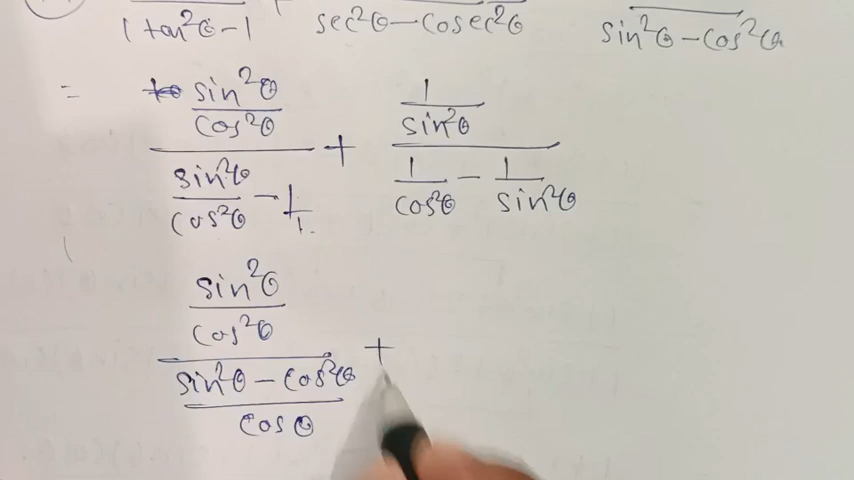 1tan²θ-1 sec²θ-cosec²θ sin²θ-cos²θ
= sin²θ/cos²θ / (sin²θ/cos²θ - 1/1) + 1/sin²θ / (1/cos²θ - 1/sin²θ)
sin²θ/cos²θ / ((sin²θ-cos²θ)/cosθ) +